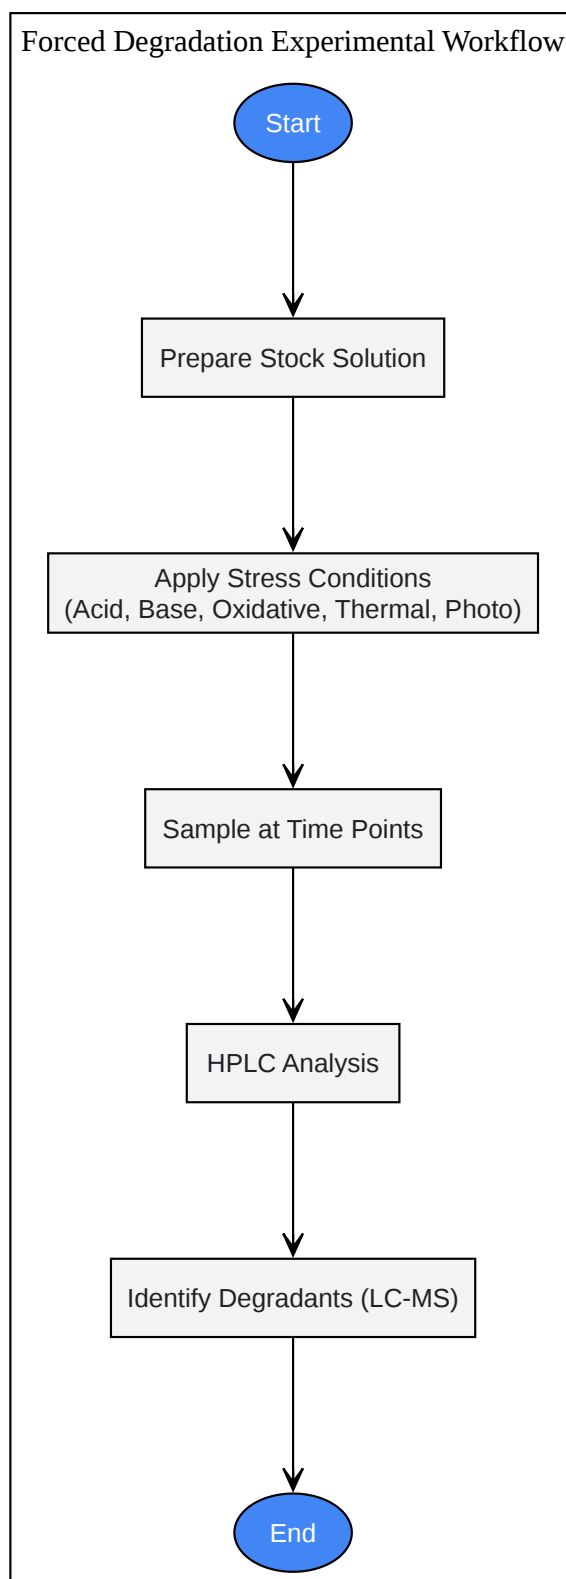 Forced Degradation Experimental Workflow
Start
Prepare Stock Solution
Apply Stress Conditions
(Acid, Base, Oxidative, Thermal, Photo)
Sample at Time Points
HPLC Analysis
Identify Degradants (LC-MS)
End